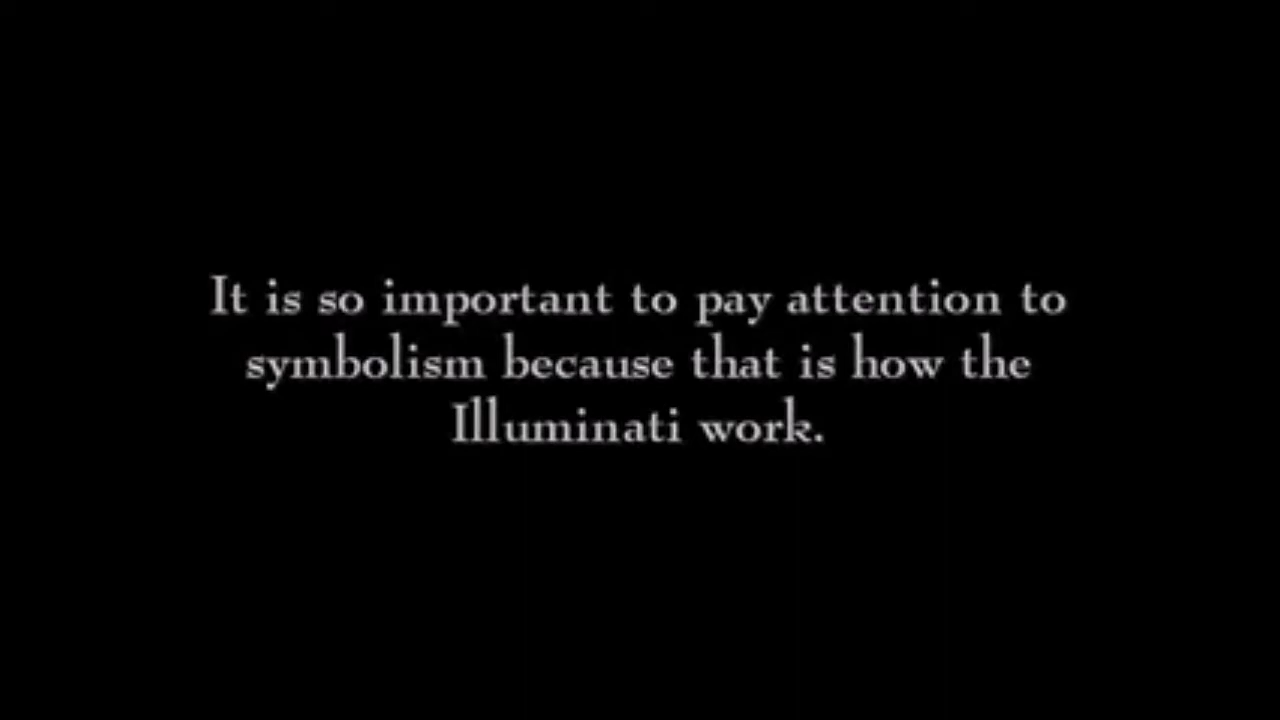 It is so important to pay attention to
symbolism because that is how the
Illuminati work.